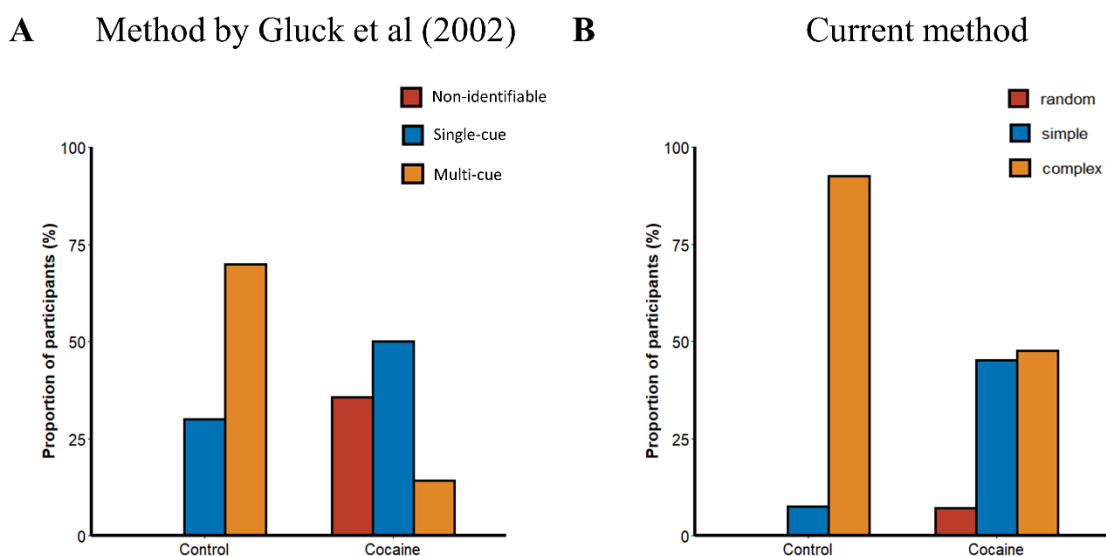 A Method by Gluck et al (2002)
Non-identifiable
Single-cue
Multi-cue
100
75
50
25
0
Proportion of participants (%)
Control Cocaine
B Current method
random
simple
complex
100
75
50
25
0
Proportion of participants (%)
Control Cocaine